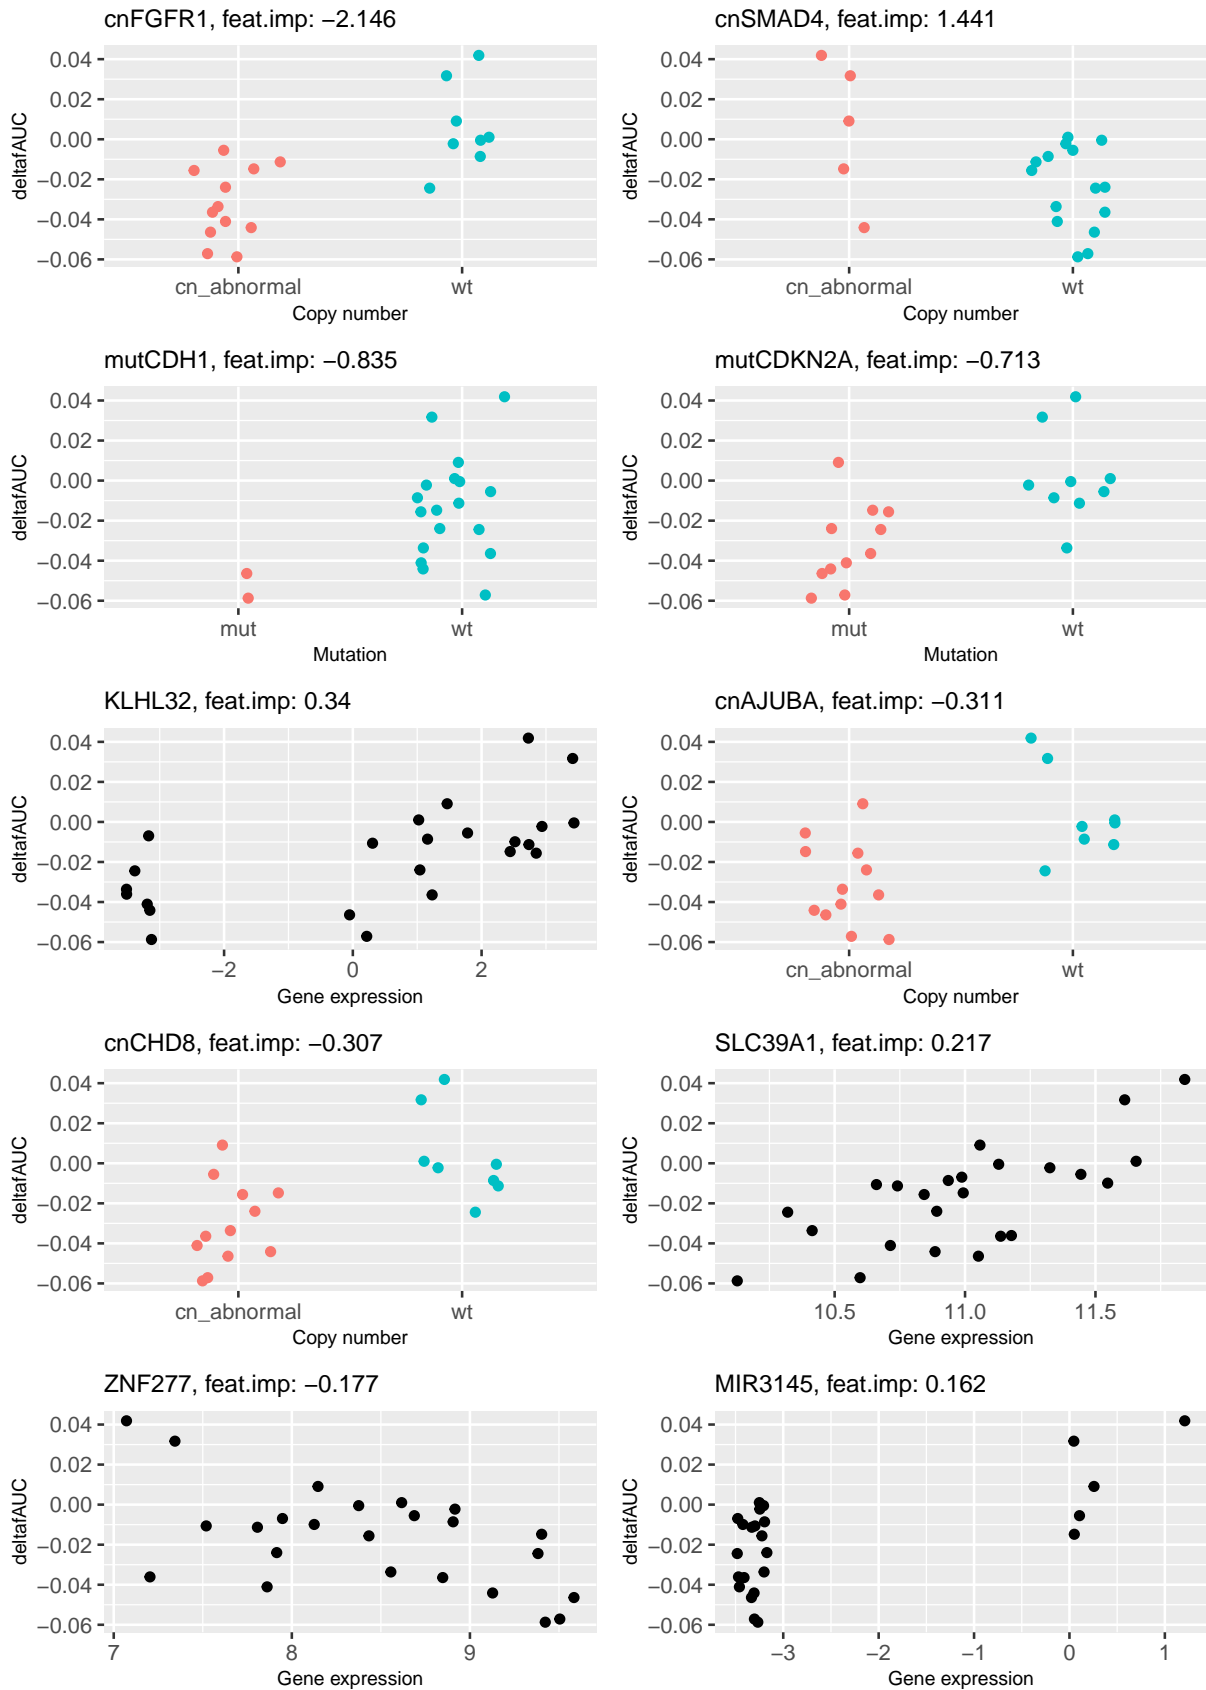 cnFGFR1, feat.imp: −2.146
deltafAUC
0.04
0.02
0.00
−0.02
−0.04
−0.06
cn_abnormal wt
Copy number
cnSMAD4, feat.imp: 1.441
deltafAUC
0.04
0.02
0.00
−0.02
−0.04
−0.06
cn_abnormal wt
Copy number
mutCDH1, feat.imp: −0.835
deltafAUC
0.04
0.02
0.00
−0.02
−0.04
−0.06
mut wt
Mutation
mutCDKN2A, feat.imp: −0.713
deltafAUC
0.04
0.02
0.00
−0.02
−0.04
−0.06
mut wt
Mutation
KLHL32, feat.imp: 0.34
deltafAUC
0.04
0.02
0.00
−0.02
−0.04
−0.06
−2 0 2
Gene expression
cnAJUBA, feat.imp: −0.311
deltafAUC
0.04
0.02
0.00
−0.02
−0.04
−0.06
cn_abnormal wt
Copy number
cnCHD8, feat.imp: −0.307
deltafAUC
0.04
0.02
0.00
−0.02
−0.04
−0.06
cn_abnormal wt
Copy number
SLC39A1, feat.imp: 0.217
deltafAUC
0.04
0.02
0.00
−0.02
−0.04
−0.06
10.5 11.0 11.5
Gene expression
ZNF277, feat.imp: −0.177
deltafAUC
0.04
0.02
0.00
−0.02
−0.04
−0.06
7 8 9
Gene expression
MIR3145, feat.imp: 0.162
deltafAUC
0.04
0.02
0.00
−0.02
−0.04
−0.06
−3 −2 −1 0 1
Gene expression